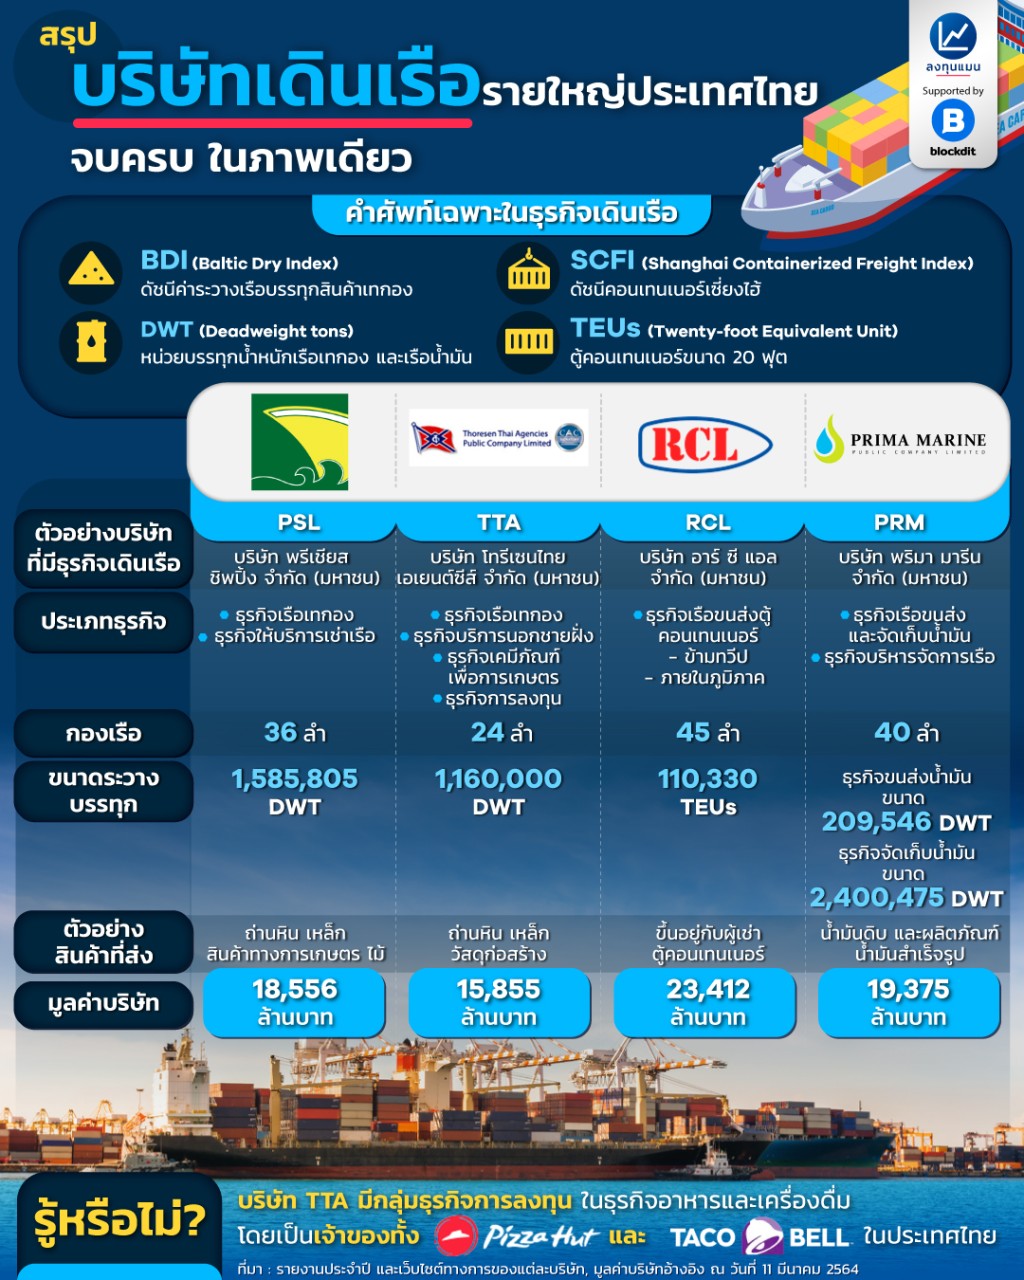 สรุป
บริษัทเดินเรือรายใหญ่ประเทศไทย
จบครบ ในภาพเดียว
ลงทุนแมน
Supported by
B
blockdit
SEA CARGO
คำศัพท์เฉพาะในธุรกิจเดินเรือ
BDI (Baltic Dry Index)
ดัชนีค่าระวางเรือบรรทุกสินค้าเทกอง
SCFI (Shanghai Containerized Freight Index)
ดัชนีคอนเทนเนอร์เซี่ยงไฮ้
DWT (Deadweight tons)
หน่วยบรรทุกน้ำหนักเรือเทกอง และเรือน้ำมัน
TEUs (Twenty-foot Equivalent Unit)
ตู้คอนเทนเนอร์ขนาด 20 ฟุต
Thoresen Thai Agencies
Public Company Limited
RCL
PRIMA MARINE
PUBLIC COMPANY LIMITED
ตัวอย่างบริษัท
ที่มีธุรกิจเดินเรือ
PSL
บริษัท พรีเชียส
ชิพปิ้ง จำกัด (มหาชน)
TTA
บริษัท โทรีเซนไทย
เอเยนต์ซีส์ จำกัด (มหาชน)
RCL
บริษัท อาร์ ซี แอล
จำกัด (มหาชน)
PRM
บริษัท พริมา มารีน
จำกัด (มหาชน)
ประเภทธุรกิจ
ธุรกิจเรือเทกอง
ธุรกิจให้บริการเช่าเรือ
ธุรกิจเรือเทกอง
ธุรกิจบริการนอกชายฝั่ง
ธุรกิจเคมีภัณฑ์
เพื่อการเกษตร
ธุรกิจการลงทุน
ธุรกิจเรือขนส่งตู้
คอนเทนเนอร์
- ข้ามทวีป
- ภายในภูมิภาค
ธุรกิจเรือขนส่ง
และจัดเก็บน้ำมัน
ธุรกิจบริหารจัดการเรือ
กองเรือ
36 ลำ
24 ลำ
45 ลำ
40 ลำ
ขนาดระวาง
บรรทุก
1,585,805
DWT
1,160,000
DWT
110,330
TEUs
ธุรกิจขนส่งน้ำมัน
ขนาด
209,546 DWT
ธุรกิจจัดเก็บน้ำมัน
ขนาด
2,400,475 DWT
ตัวอย่าง
สินค้าที่ส่ง
ถ่านหิน เหล็ก
สินค้าทางการเกษตร ไม้
ถ่านหิน เหล็ก
วัสดุก่อสร้าง
ขึ้นอยู่กับผู้เช่า
ตู้คอนเทนเนอร์
น้ำมันดิบ และผลิตภัณฑ์
น้ำมันสำเร็จรูป
มูลค่าบริษัท
18,556
ล้านบาท
15,855
ล้านบาท
23,412
ล้านบาท
19,375
ล้านบาท
รู้หรือไม่?
บริษัท TTA มีกลุ่มธุรกิจการลงทุน ในธุรกิจอาหารและเครื่องดื่ม
โดยเป็นเจ้าของทั้ง Pizza Hut และ TACO BELL ในประเทศไทย
ที่มา : รายงานประจำปี และเว็บไซต์ทางการของแต่ละบริษัท, มูลค่าบริษัทอ้างอิง ณ วันที่ 11 มีนาคม 2564